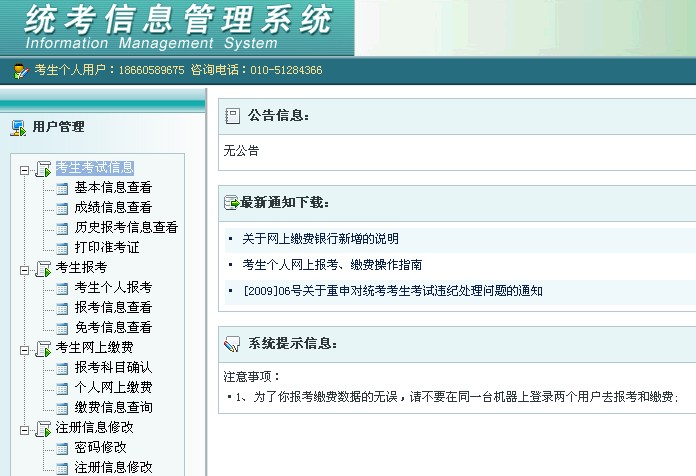 统考信息管理系统
Information Management System
考生个人用户：18660589675 咨询电话：010-51284366
用户管理
考生考试信息
基本信息查看
成绩信息查看
历史报考信息查看
打印准考证
考生报考
考生个人报考
报考信息查看
免考信息查看
考生网上缴费
报考科目确认
个人网上缴费
缴费信息查询
注册信息修改
密码修改
注册信息修改
公告信息：
无公告
最新通知下载：
· 关于网上缴费银行新增的说明
· 考生个人网上报考、缴费操作指南
· [2009]06号关于重申对统考考生考试违纪处理问题的通知
系统提示信息：
注意事项：
·1、为了你报考缴费数据的无误，请不要在同一台机器上登录两个用户去报考和缴费；